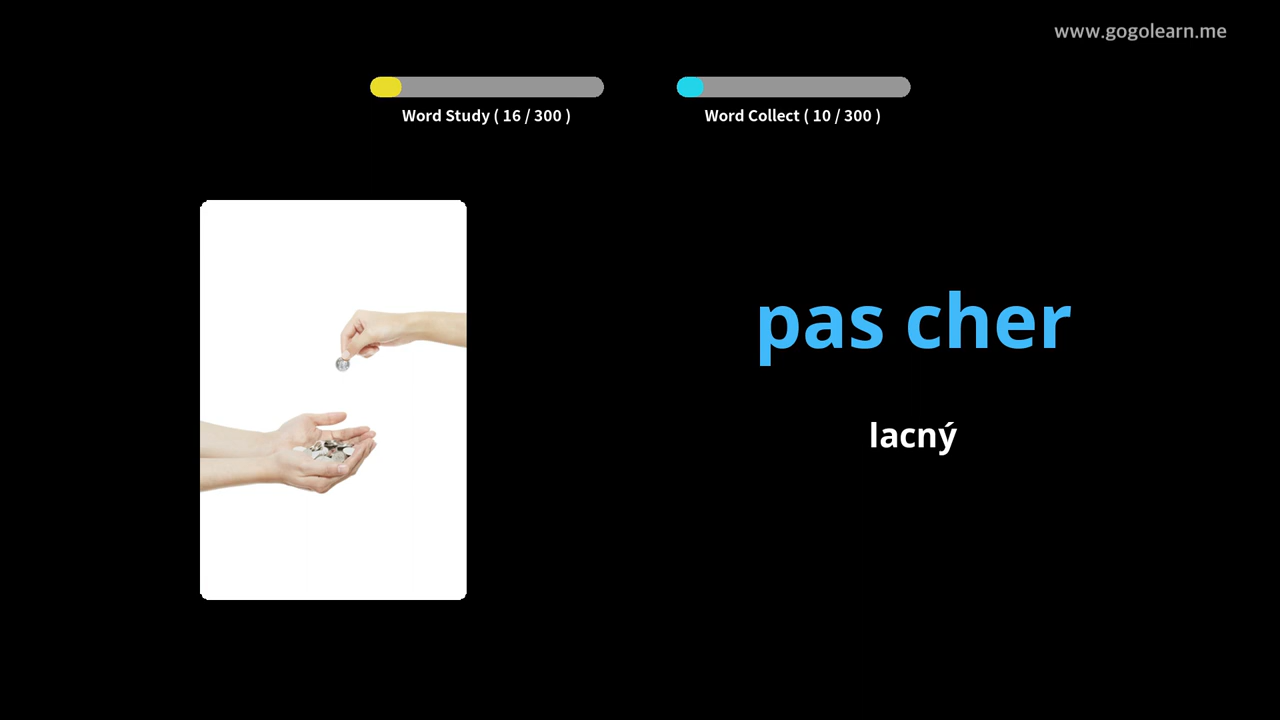 www.gogolearn.me
Word Study ( 16 / 300 )
Word Collect ( 10 / 300 )
pas cher
lacný